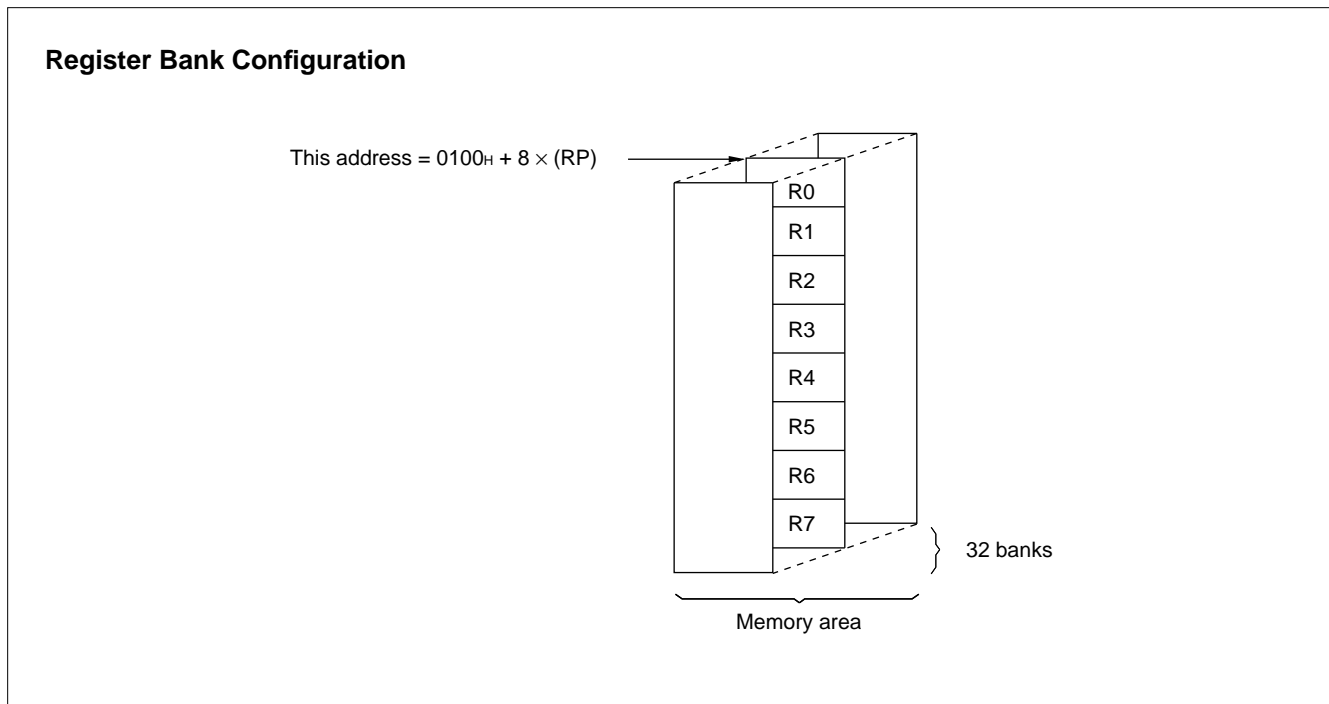 Register Bank Configuration
This address = 0100H + 8 × (RP)
R0
R1
R2
R3
R4
R5
R6
R7
32 banks
Memory area